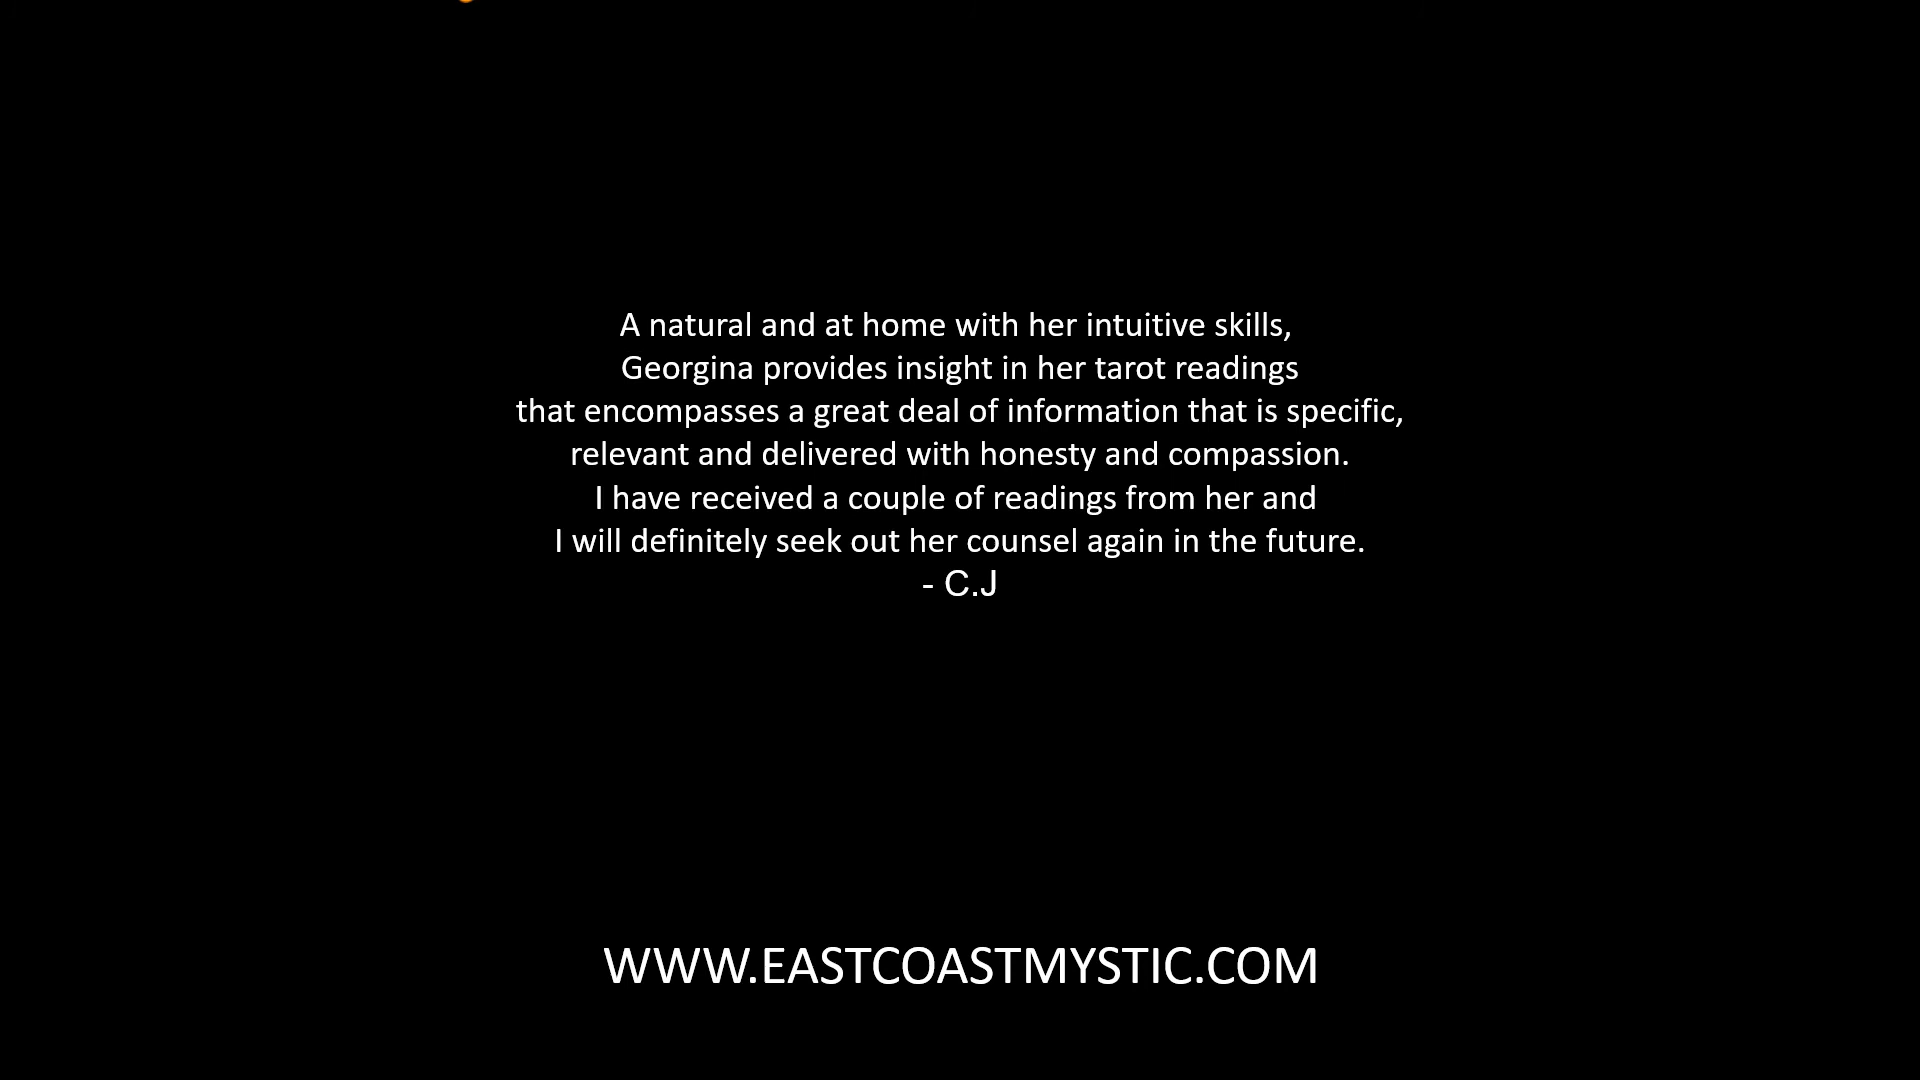 A natural and at home with her intuitive skills,
Georgina provides insight in her tarot readings
that encompasses a great deal of information that is specific,
relevant and delivered with honesty and compassion.
I have received a couple of readings from her and
I will definitely seek out her counsel again in the future.
- C.J
WWW.EASTCOASTMYSTIC.COM